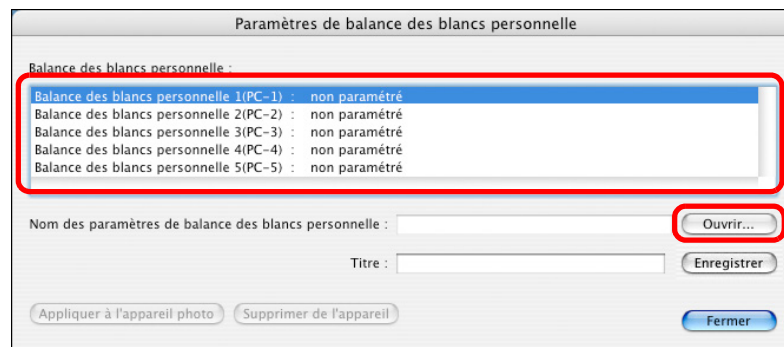 Paramètres de balance des blancs personnelle
Balance des blancs personnelle :
Balance des blancs personnelle 1(PC-1) : non paramétré
Balance des blancs personnelle 2(PC-2) : non paramétré
Balance des blancs personnelle 3(PC-3) : non paramétré
Balance des blancs personnelle 4(PC-4) : non paramétré
Balance des blancs personnelle 5(PC-5) : non paramétré
Nom des paramètres de balance des blancs personnelle : Ouvrir...
Titre : Enregistrer
Appliquer à l'appareil photo Supprimer de l'appareil Fermer